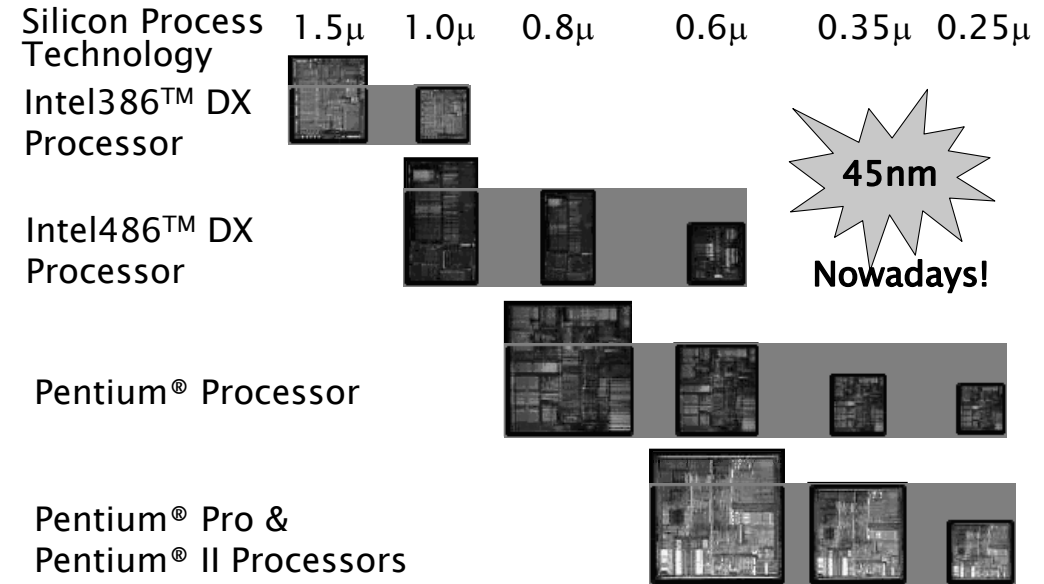 Silicon Process 1.5μ 1.0μ 0.8μ 0.6μ 0.35μ 0.25μ
Technology
Intel386™ DX
Processor
45nm
Intel486™ DX
Processor
Nowadays!
Pentium® Processor
Pentium® Pro &
Pentium® II Processors